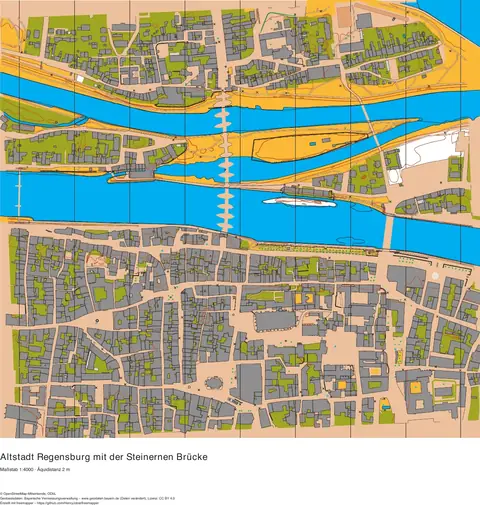 Altstadt Regensburg mit der Steinernen Brücke
Maßstab 1:4000 - Äquidistanz 2 m
© OpenStreetMap-Mitwirkende, ODbL
Geobasisdaten: Bayerische Vermessungsverwaltung – www.geodaten.bayern.de (Daten verändert), Lizenz: CC BY 4.0